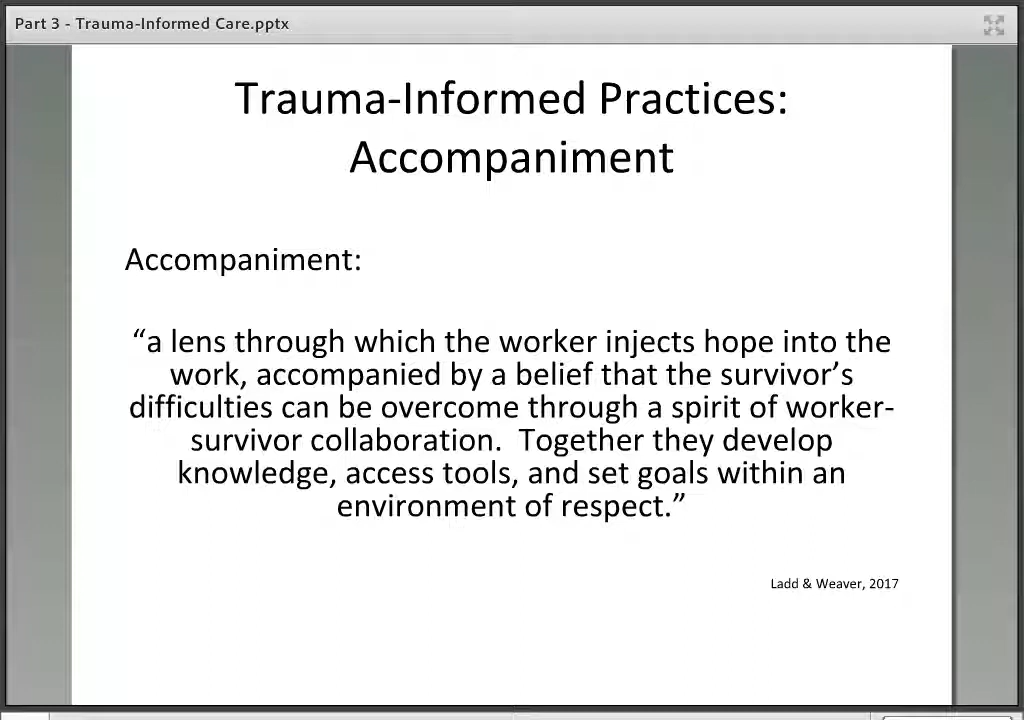 Part 3 - Trauma-Informed Care.pptx
Trauma-Informed Practices:
Accompaniment
Accompaniment:
“a lens through which the worker injects hope into the
work, accompanied by a belief that the survivor’s
difficulties can be overcome through a spirit of worker-
survivor collaboration.  Together they develop
knowledge, access tools, and set goals within an
environment of respect.”
Ladd & Weaver, 2017